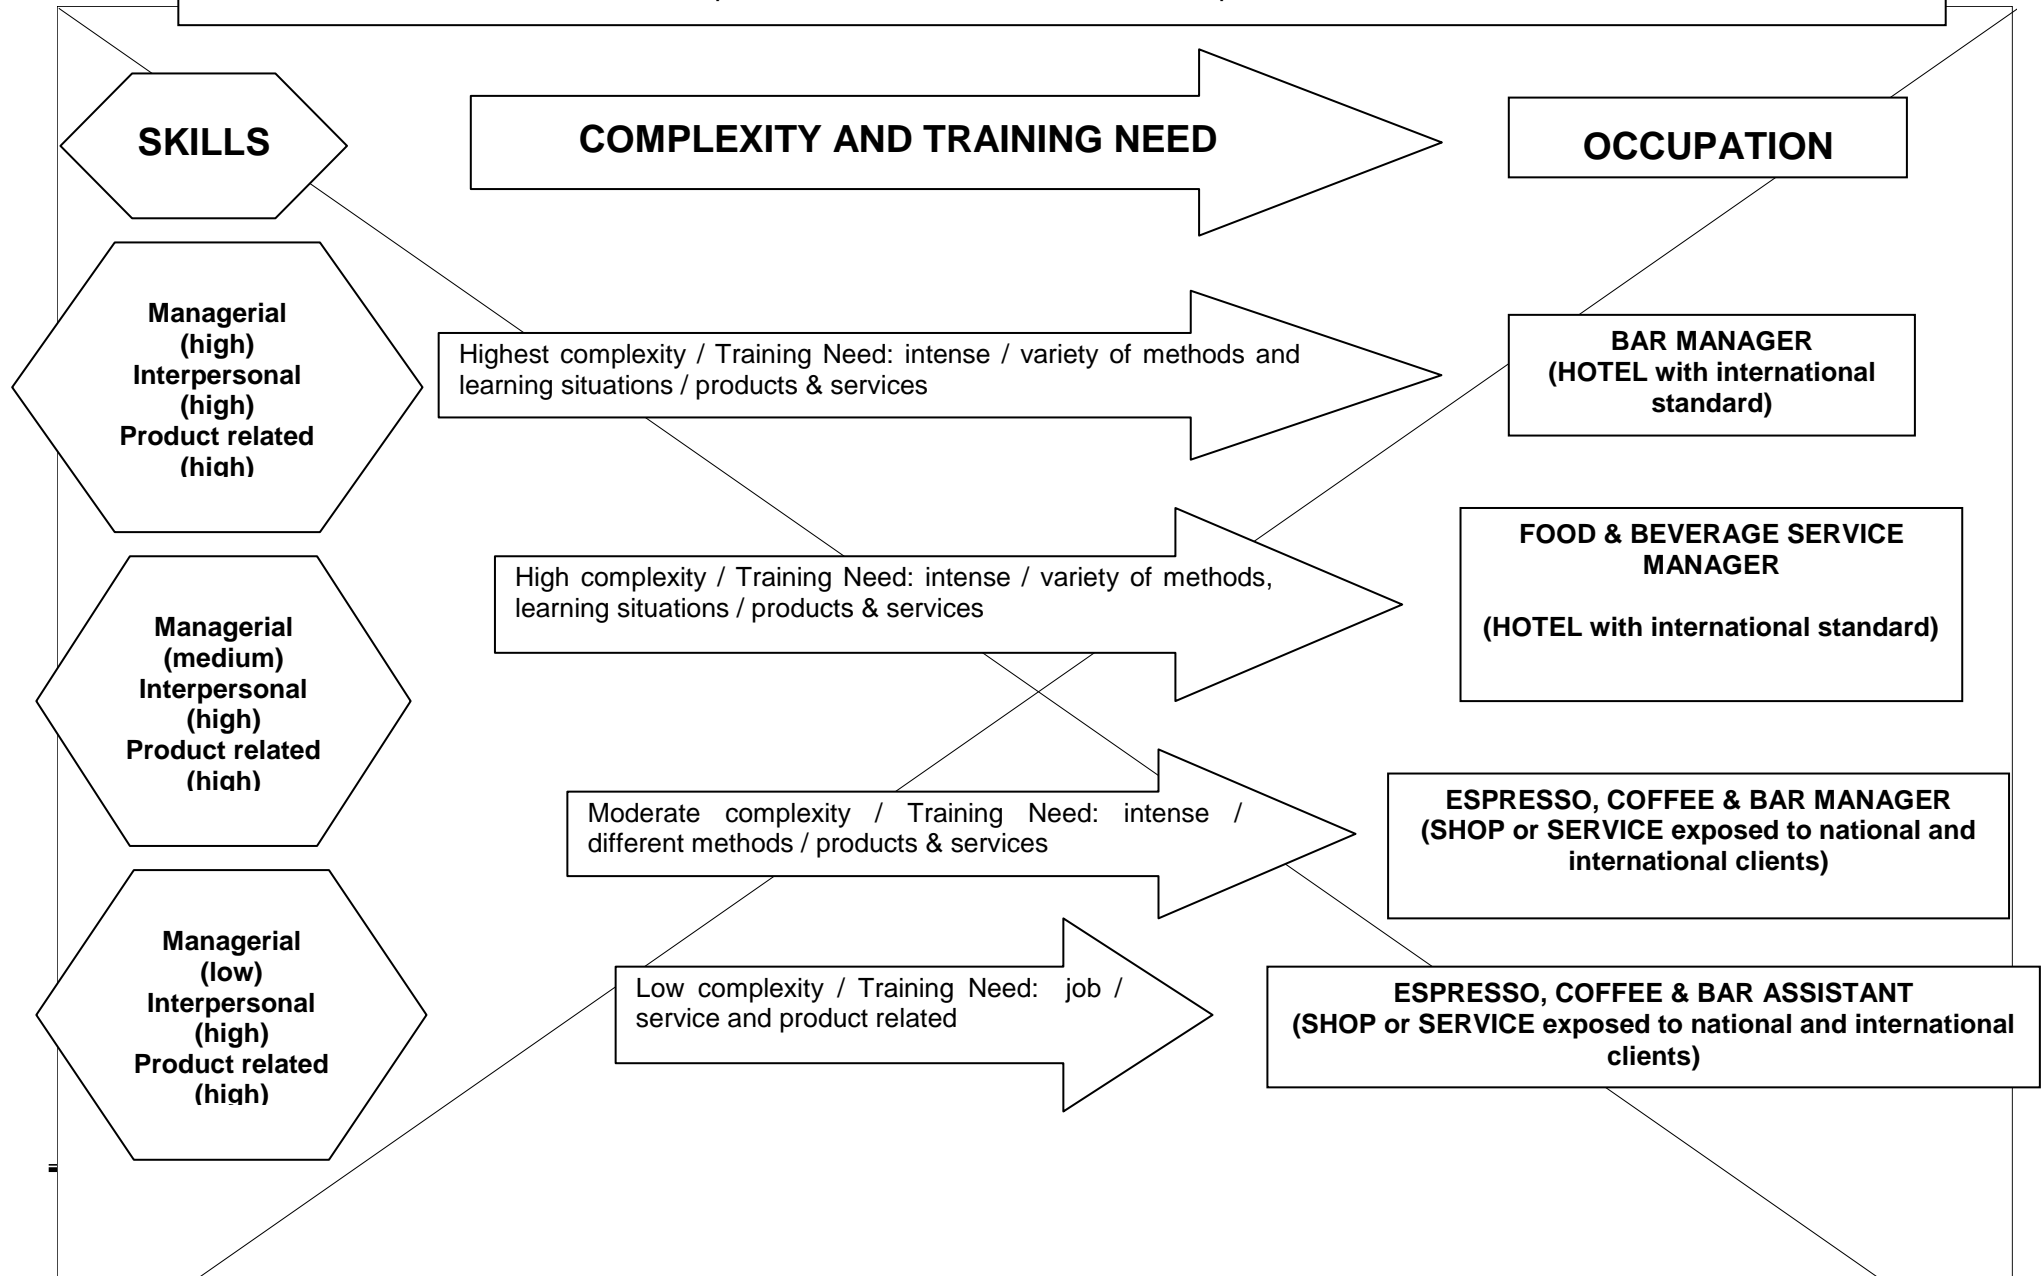 SKILLS
COMPLEXITY AND TRAINING NEED
OCCUPATION
Managerial
(high)
Interpersonal
(high)
Product related
(high)
Highest complexity / Training Need: intense / variety of methods and
learning situations / products & services
BAR MANAGER
(HOTEL with international
standard)
Managerial
(medium)
Interpersonal
(high)
Product related
(high)
High complexity / Training Need: intense / variety of methods,
learning situations / products & services
FOOD & BEVERAGE SERVICE
MANAGER
(HOTEL with international standard)
Moderate complexity / Training Need: intense /
different methods / products & services
ESPRESSO, COFFEE & BAR MANAGER
(SHOP or SERVICE exposed to national and
international clients)
Managerial
(low)
Interpersonal
(high)
Product related
(high)
Low complexity / Training Need: job /
service and product related
ESPRESSO, COFFEE & BAR ASSISTANT
(SHOP or SERVICE exposed to national and international
clients)